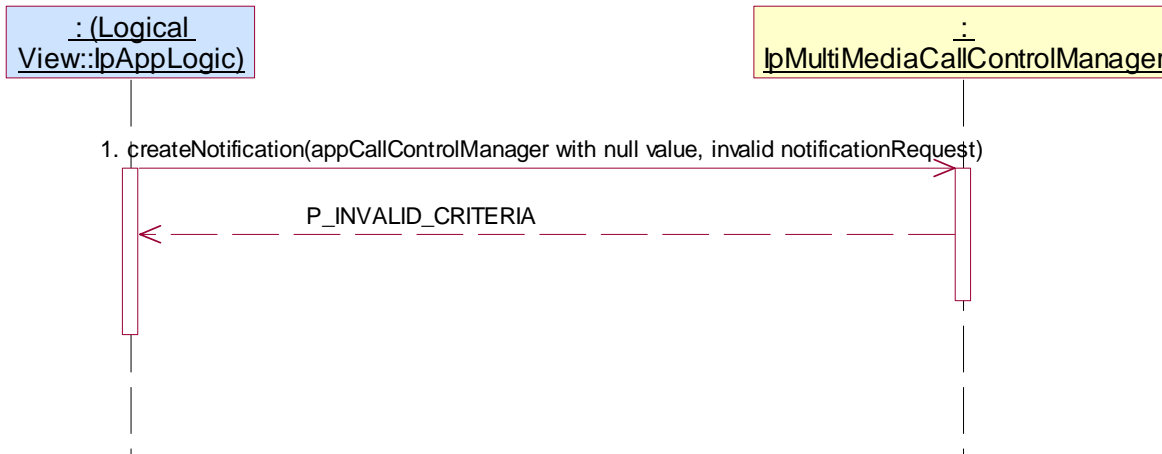 : (Logical
View::IpAppLogic)
:
IpMultiMediaCallControlManager
1. createNotification(appCallControlManager with null value, invalid notificationRequest)
P_INVALID_CRITERIA